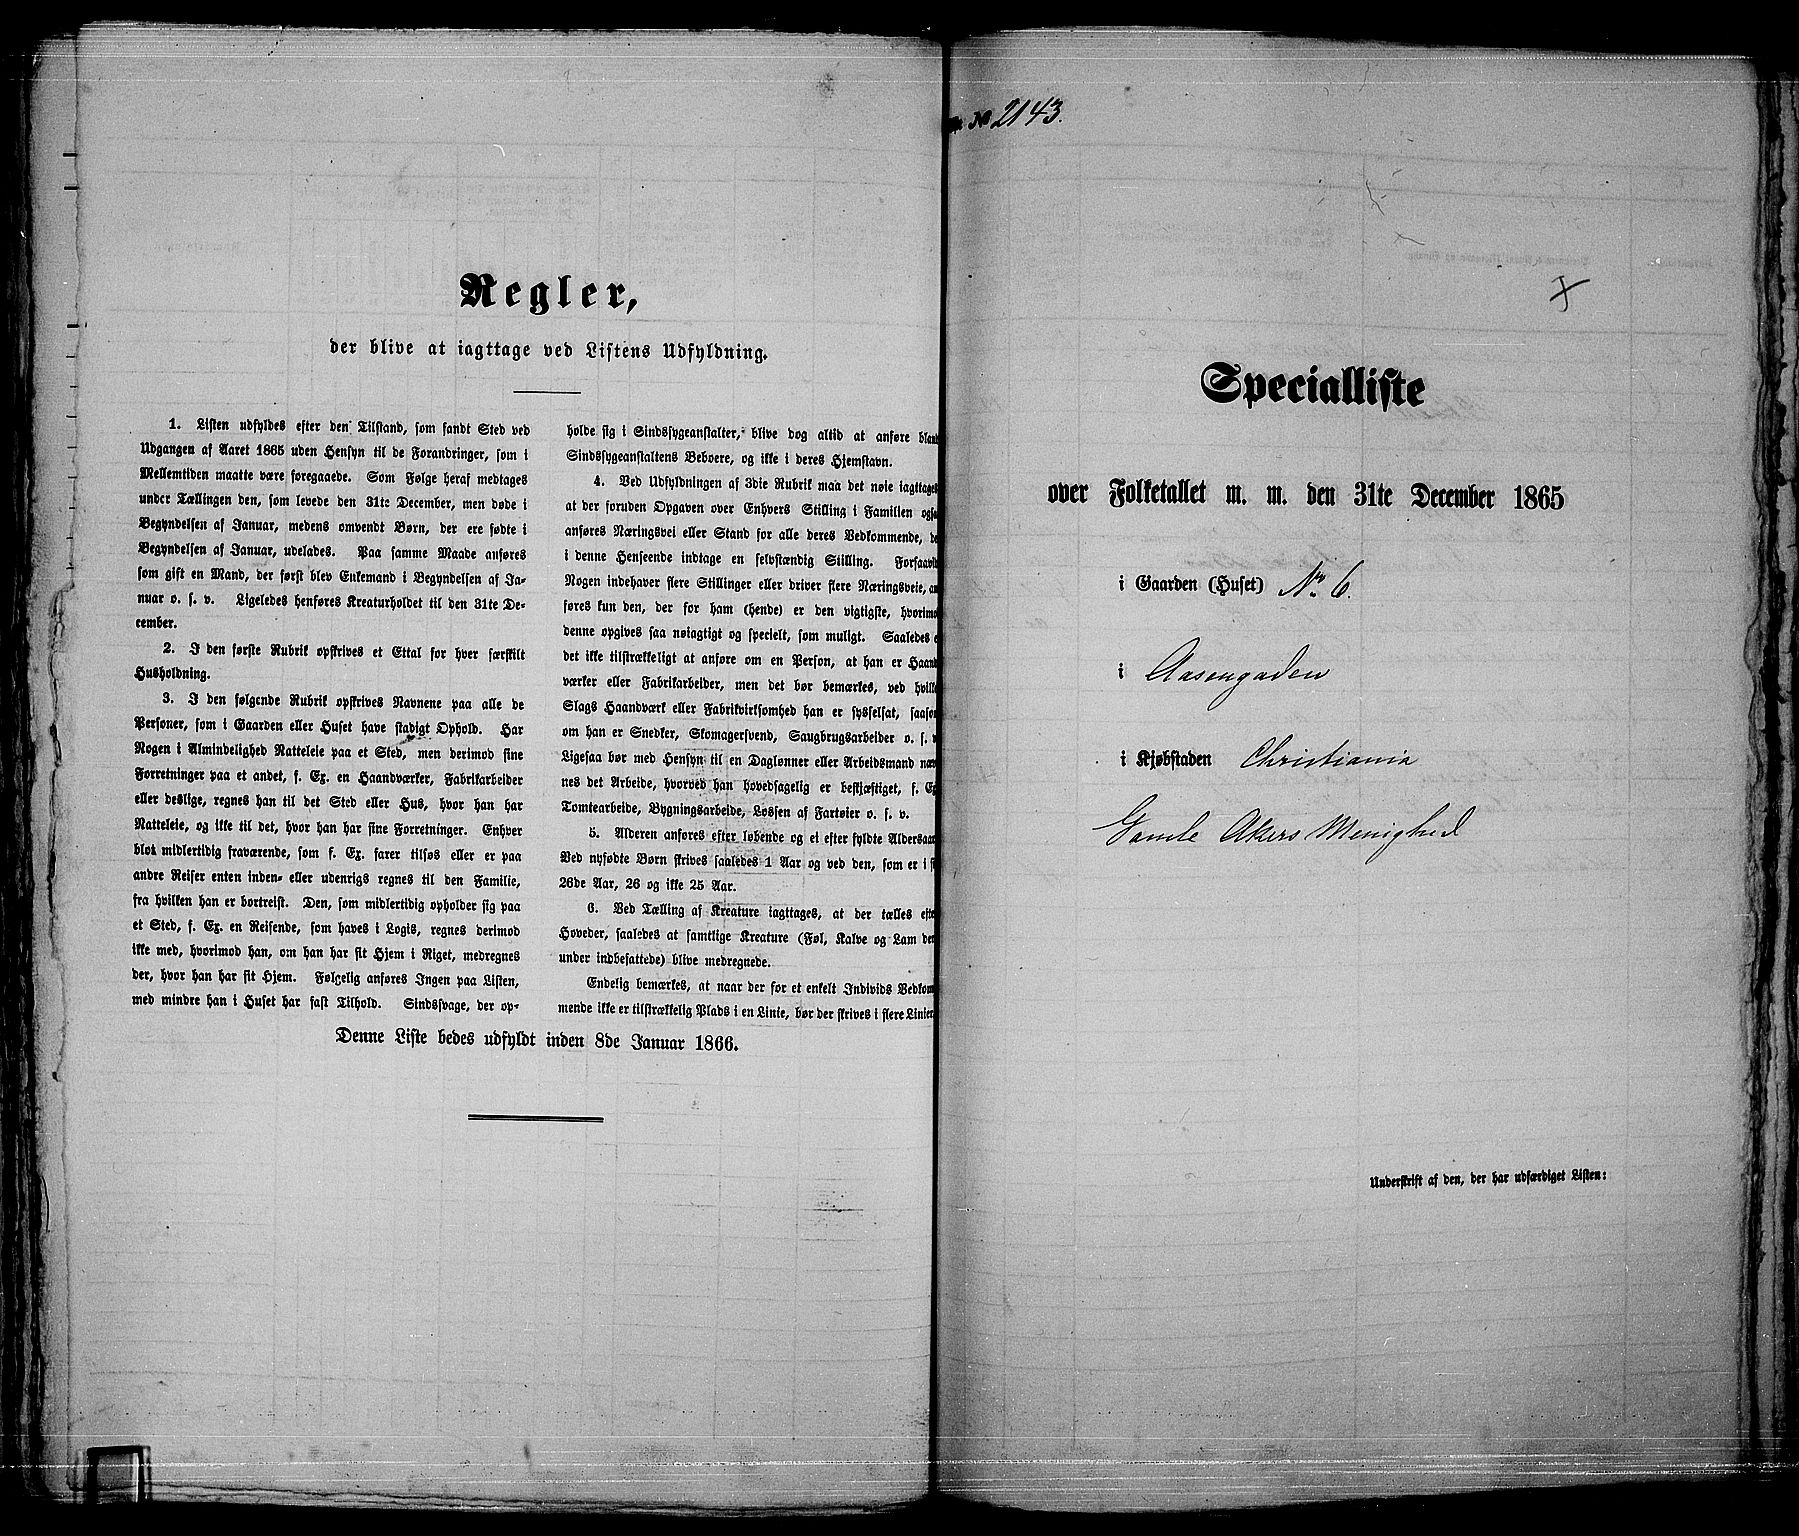 Regler,
der blive at iagttage ved Listens Udfyldning.
1. Listen udfyldes efter den Tilstand, som fandt Sted ved
Udgangen af Aaret 1865 uden Hensyn til de Forandringer, som i
Mellemtiden maatte være foregaaede. Som Følge heraf medtages
under Tællingen den, som levede den 31te December, men døde i
Begyndelsen af Januar, medens omvendt Børn, der ere fødte i
Begyndelsen af Januar, udelades. Paa samme Maade anføres
som gift en Mand, der først blev Enkemand i Begyndelsen af Ja-
nuar o. s. v. Ligeledes henføres Kreaturholdet til den 31te De-
cember.
2. I den første Rubrik opskrives et Ettal for hver særskilt
Husholdning.
3. I den følgende Rubrik opskrives Navnene paa alle de
Personer, som i Gaarden eller Huset have stadigt Ophold. Har
Nogen i Almindelighed Natteleie paa et Sted, men derimod sine
Forretninger paa et andet, f. Ex. en Haandværker, Fabrikarbeider
eller deslige, regnes han til det Sted eller Hus, hvor han har
Natteleie, og ikke til det, hvor han har sine Forretninger. Enhver
blot midlertidig fraværende, som f. Ex. farer tilsøs eller er paa
andre Reiser enten inden- eller udenrigs regnes til den Familie,
fra hvilken han er bortreist. Den, som midlertidig opholder sig paa
et Sted, f. Ex. en Reisende, som haves i Logis, regnes derimod
ikke med, hvorimod han, om han har sit Hjem i Riget, medregnes
der, hvor han har sit Hjem. Følgelig anføres Ingen paa Listen,
med mindre han i Huset har fast Tilhold. Sindssvage, der op-
holde sig i Sindssygeanstalter, blive dog altid at anføre bland
Sindssygeanstaltens Beboere, og ikke i deres Hjemstavn.
4. Ved Udfyldningen af 3die Rubrik maa det nøie iagttages
at der foruden Opgaven over Enhvers Stilling i Familien ogsa
anføres Næringsvei eller Stand for alle deres Vedkommende, de
i denne Henseende indtage en selvstændig Stilling. Forsaavid
Nogen indehaver flere Stillinger eller driver flere Næringsveie, an
føres kun den, der for ham (hende) er den vigtigste, hvorimo
denne opgives saa nøiagtigt og specielt, som muligt. Saaledes e
det ikke tilstrækkeligt at anføre om en Person, at han er Haand
værker eller Fabrikarbeider, men det bør bemærkes, ved hvilke
Slags Haandværk eller Fabrikvirksomhed han er sysselsat, saason
om han er Snedker, Skomagersvend, Saugbrugsarbeider o. s. v
Ligesaa bør med Hensyn til en Daglønner eller Arbeidsmand næv
nes det Arbeide, hvorved han hovedsagelig er beskjæftiget, f. Ex
Tomtearbeide, Bygningsarbeide, Lossen af Fartøier o. s. v.
5. Alderen anføres efter løbende og ei efter fyldte Aldersaar
Ved nyfødte Børn skrives saaledes 1 Aar og ved den, som er i s
26de Aar, 26 og ikke 25 Aar.
6. Ved Tælling af Kreature iagttages, at der tælles efte
Hoveder, saaledes at samtlige Kreature (Føl, Kalve og Lam der
under indbefattede) blive medregnede.
Endelig bemærkes, at naar der for et enkelt Individs Vedkom
mende ikke er tilstrækkelig Plads i en Linie, bør der skrives i flere Linier
Denne Liste bedes udfyldt inden 8de Januar 1866.
№ 2143.
Specialliste
over Folketallet m. m. den 31te December 1865
i Gaarden (Huset) No 6.
i Aasengaden
i Kjøbstaden Christiania
Gamle Akers Menighed
Underskrift af den, der har udfærdiget Listen: